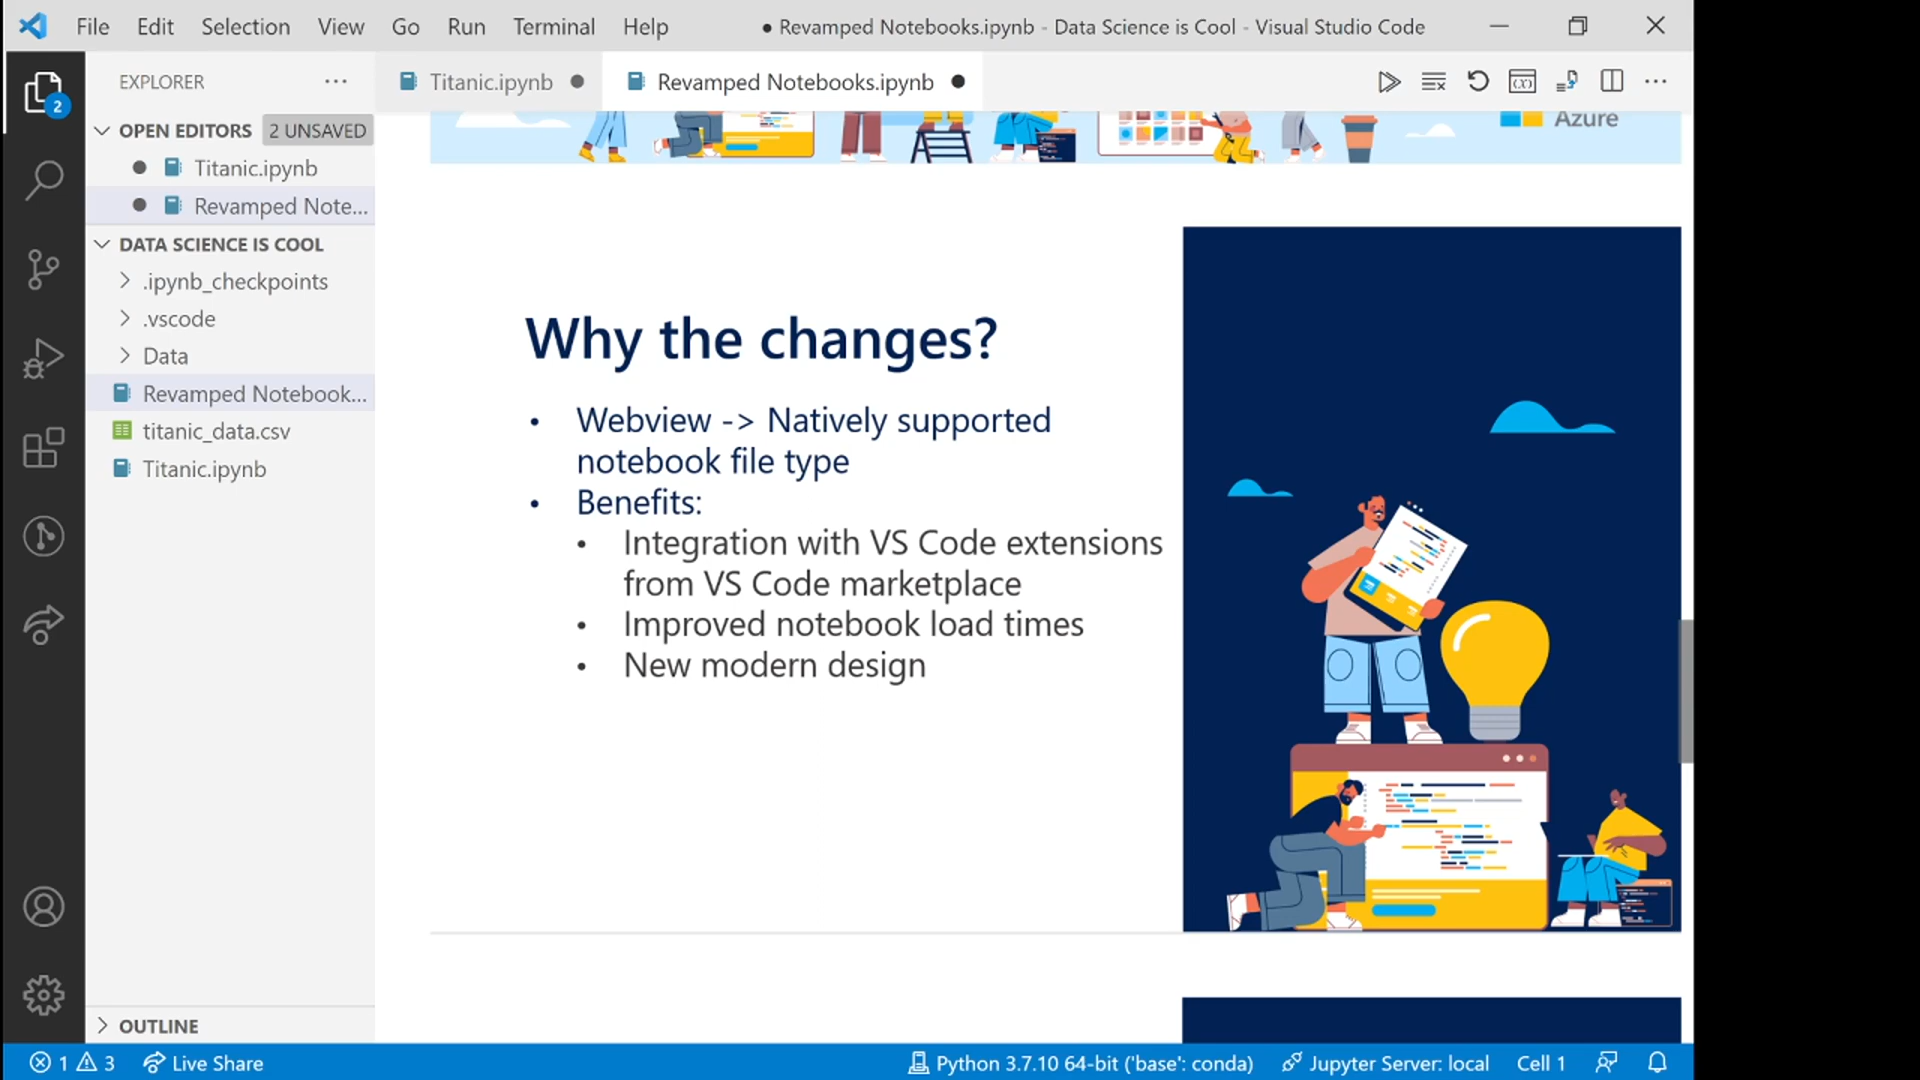 File Edit Selection View Go Run Terminal Help ● Revamped Notebooks.ipynb - Data Science is Cool - Visual Studio Code
EXPLORER
Titanic.ipynb
Revamped Notebooks.ipynb
2
OPEN EDITORS 2 UNSAVED
Titanic.ipynb
Revamped Note...
DATA SCIENCE IS COOL
.ipynb_checkpoints
.vscode
Data
Revamped Notebook...
titanic_data.csv
Titanic.ipynb
OUTLINE
Azure
Why the changes?
• Webview -> Natively supported
notebook file type
• Benefits:
• Integration with VS Code extensions
from VS Code marketplace
• Improved notebook load times
• New modern design
1 3 Live Share Python 3.7.10 64-bit ('base': conda) Jupyter Server: local Cell 1